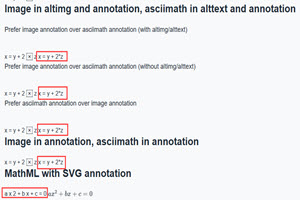 Image in altimg and annotation, asciimath in alttext and annotation
Prefer image annotation over asciimath annotation (with altimg/alttext)
x = y + 2 × z x = y + 2*z
Prefer image annotation over asciimath annotation (without altimg/alttext)
x = y + 2 × z x = y + 2*z
Prefer asciimath annotation over image annotation
x = y + 2 × z x = y + 2*z
Image in annotation, asciimath in annotation
x = y + 2 × z x = y + 2*z
MathML with SVG annotation
a x 2 + b x + c = 0 ax² + bx + c = 0